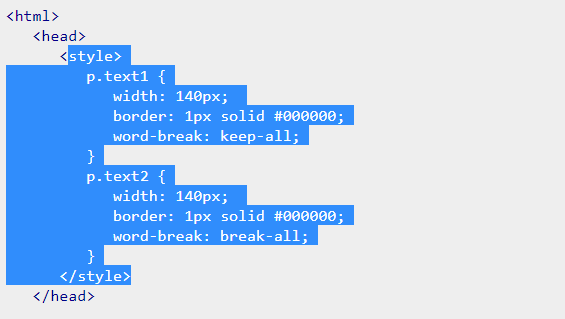 <html>
<head>
<style>
p.text1 {
width: 140px;
border: 1px solid #000000;
word-break: keep-all;
}
p.text2 {
width: 140px;
border: 1px solid #000000;
word-break: break-all;
}
</style>
</head>